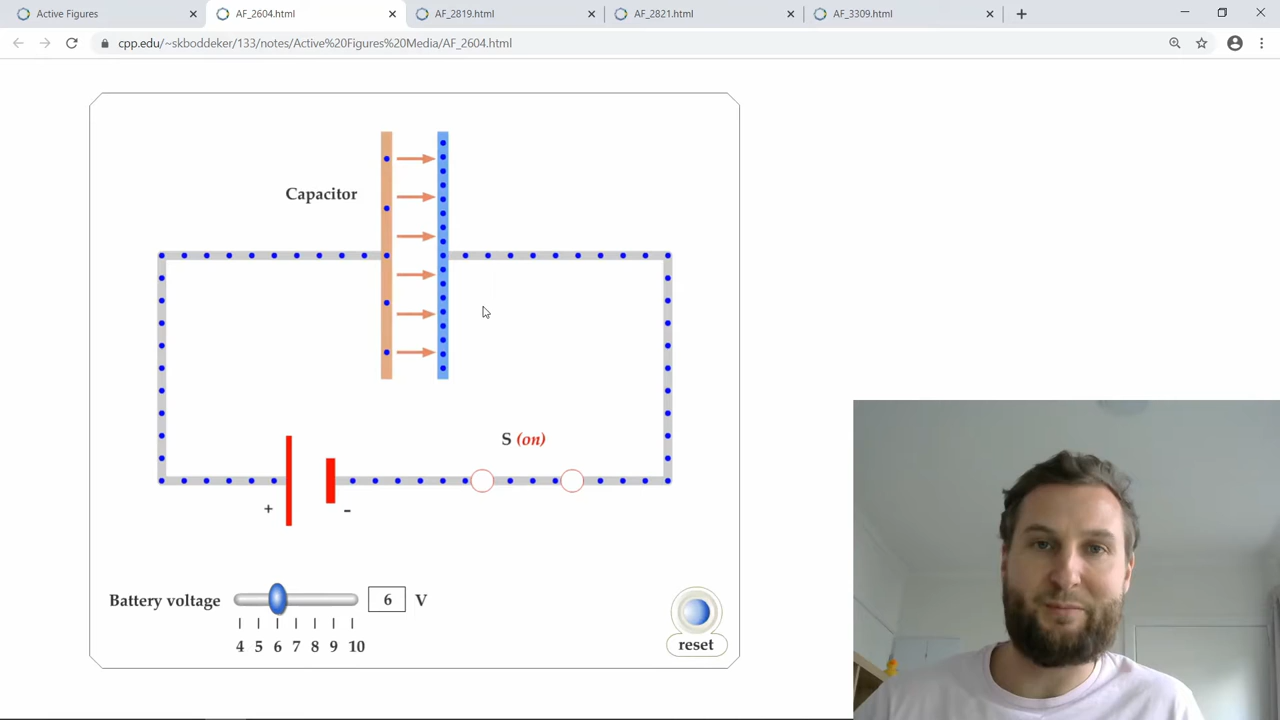 Active Figures
AF_2604.html
AF_2819.html
AF_2821.html
AF_3309.html
cpp.edu/~skboddeker/133/notes/Active%20Figures%20Media/AF_2604.html
Capacitor
S (on)
+
-
Battery voltage
6
V
4 5 6 7 8 9 10
reset